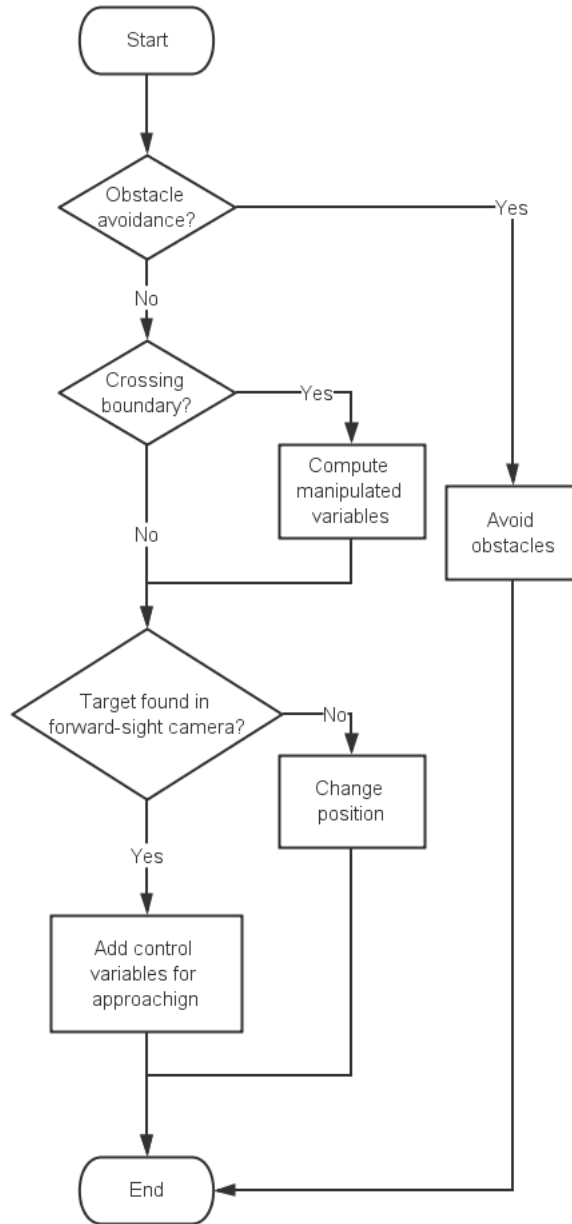 Start
Obstacle
avoidance?
Yes
No
Crossing
boundary?
Yes
Compute
manipulated
variables
Avoid
obstacles
No
Target found in
forward-sight camera?
No
Change
position
Yes
Add control
variables for
approachign
End